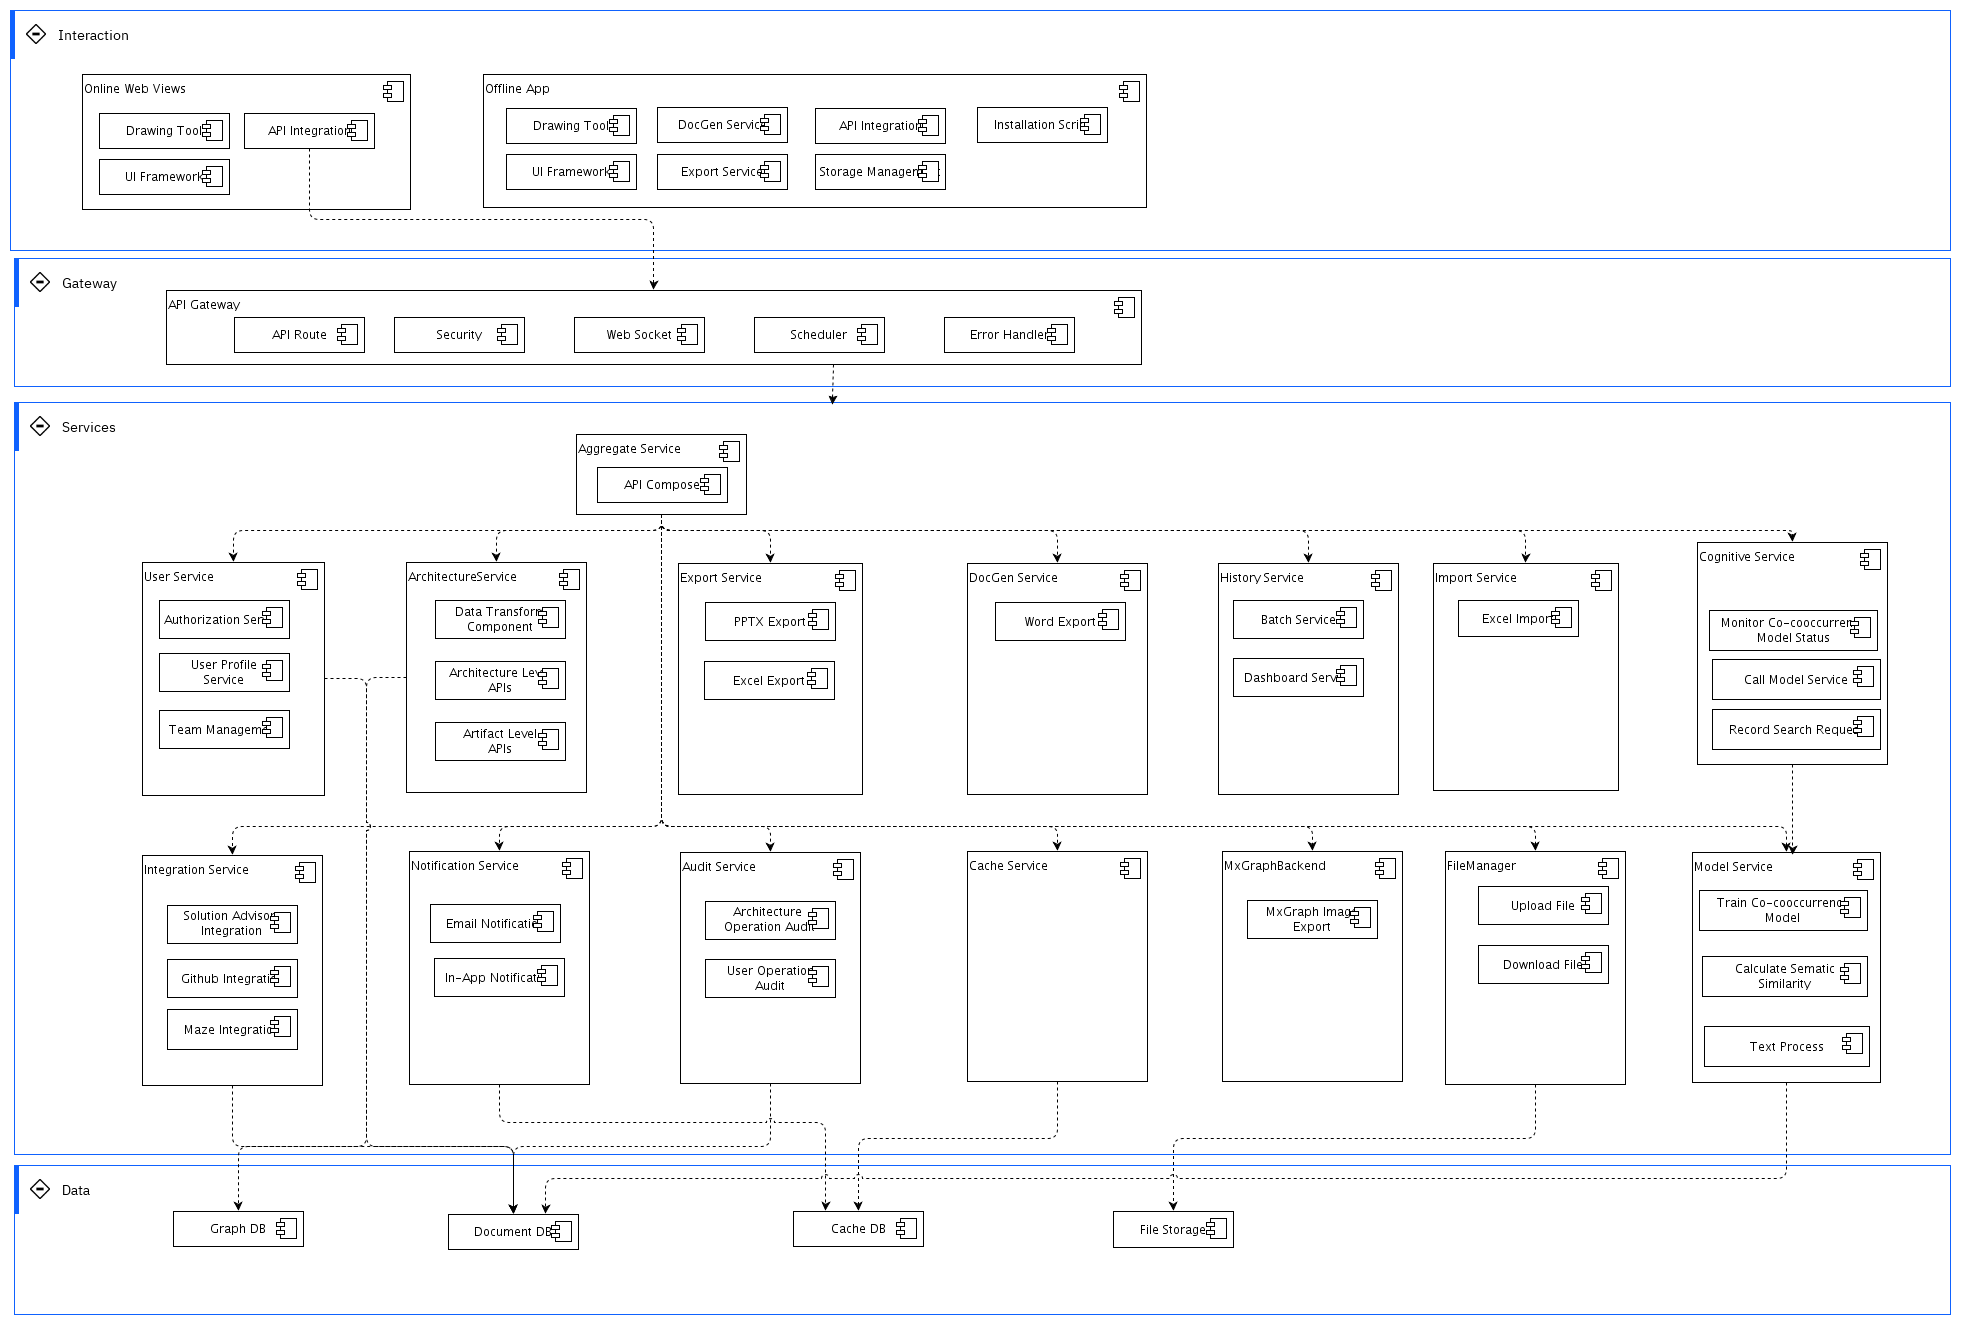 Interaction
Online Web Views
Drawing Tool
API Integration
UI Framework
Offline App
Drawing Tool
DocGen Servic
API Integration
Installation Scri
UI Framework
Export Service
Storage Manage
Gateway
API Gateway
API Route
Security
Web Socket
Scheduler
Error Handler
Services
Aggregate Service
API Compose
User Service
Authorization Ser
User Profile
Service
Team Managem
ArchitectureService
Data Transform
Component
Architecture Lev
APIs
Artifact Level
APIs
Export Service
PPTX Export
Excel Export
DocGen Service
Word Export
History Service
Batch Service
Dashboard Serv
Import Service
Excel Import
Cognitive Service
Monitor Co-cooccurren
Model Status
Call Model Service
Record Search Reque
Integration Service
Solution Advisor
Integration
Github Integrati
Maze Integratio
Notification Service
Email Notificatio
In-App Notificat
Audit Service
Architecture
Operation Audit
User Operation
Audit
Cache Service
MxGraphBackend
MxGraph Imag
Export
FileManager
Upload File
Download File
Model Service
Train Co-cooccurrenc
Model
Calculate Sematic
Similarity
Text Process
Data
Graph DB
Document DB
Cache DB
File Storage